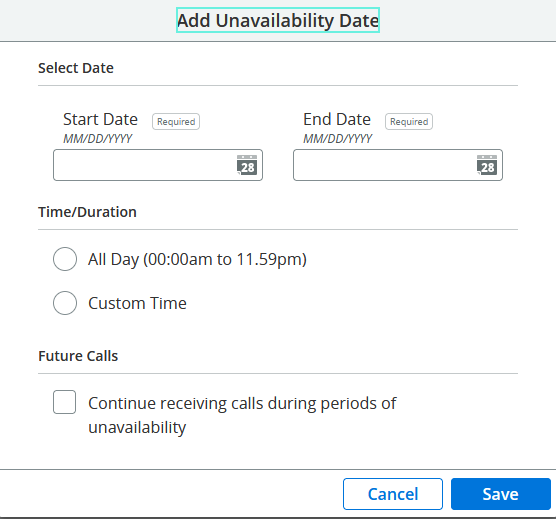 Add Unavailability Date
Select Date
Start Date Required
MM/DD/YYYY
28
End Date Required
MM/DD/YYYY
28
Time/Duration
All Day (00:00am to 11.59pm)
Custom Time
Future Calls
Continue receiving calls during periods of
unavailability
Cancel
Save